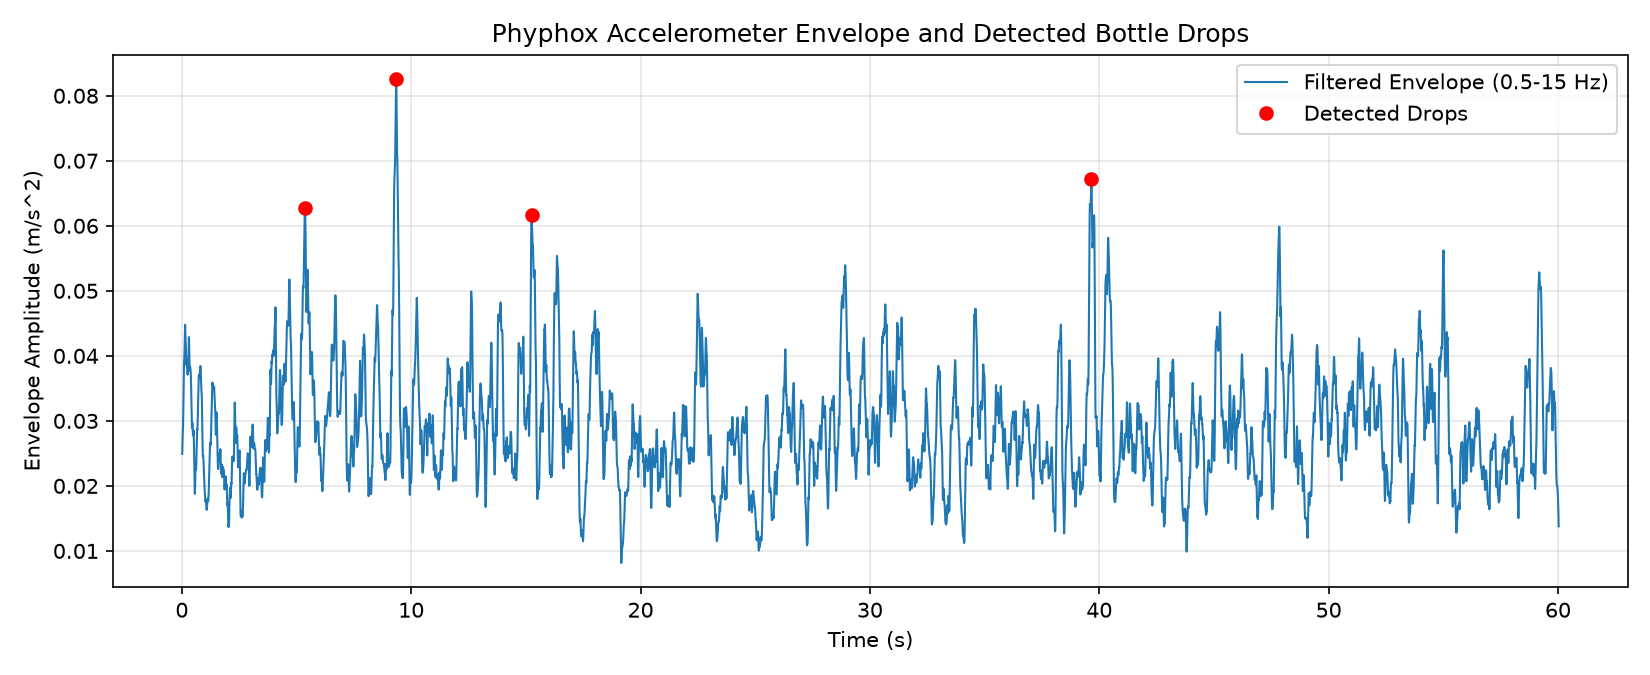 Phyphox Accelerometer Envelope and Detected Bottle Drops
Filtered Envelope (0.5-15 Hz)
Detected Drops
Envelope Amplitude (m/s^2)
0.08
0.07
0.06
0.05
0.04
0.03
0.02
0.01
0 10 20 30 40 50 60
Time (s)